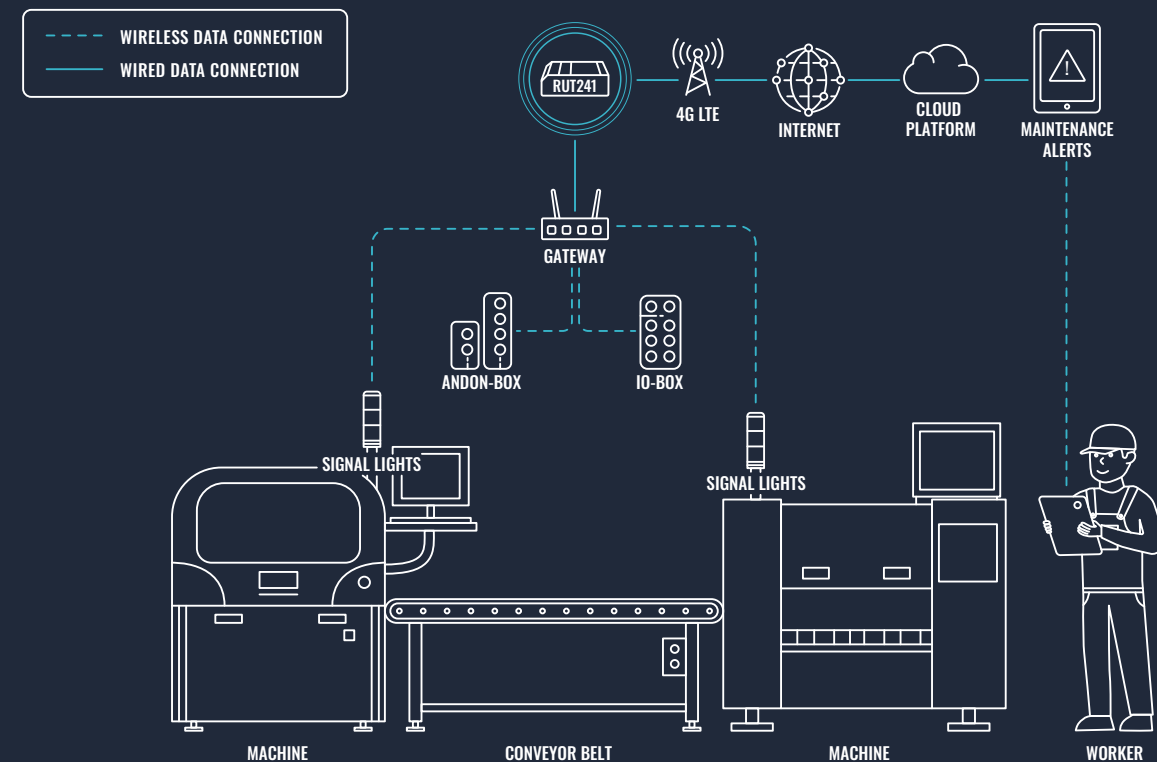 WIRELESS DATA CONNECTION
WIRED DATA CONNECTION
RUT241
4G LTE
INTERNET
CLOUD
PLATFORM
MAINTENANCE
ALERTS
GATEWAY
ANDON-BOX
IO-BOX
SIGNAL LIGHTS
SIGNAL LIGHTS
MACHINE
CONVEYOR BELT
MACHINE
WORKER